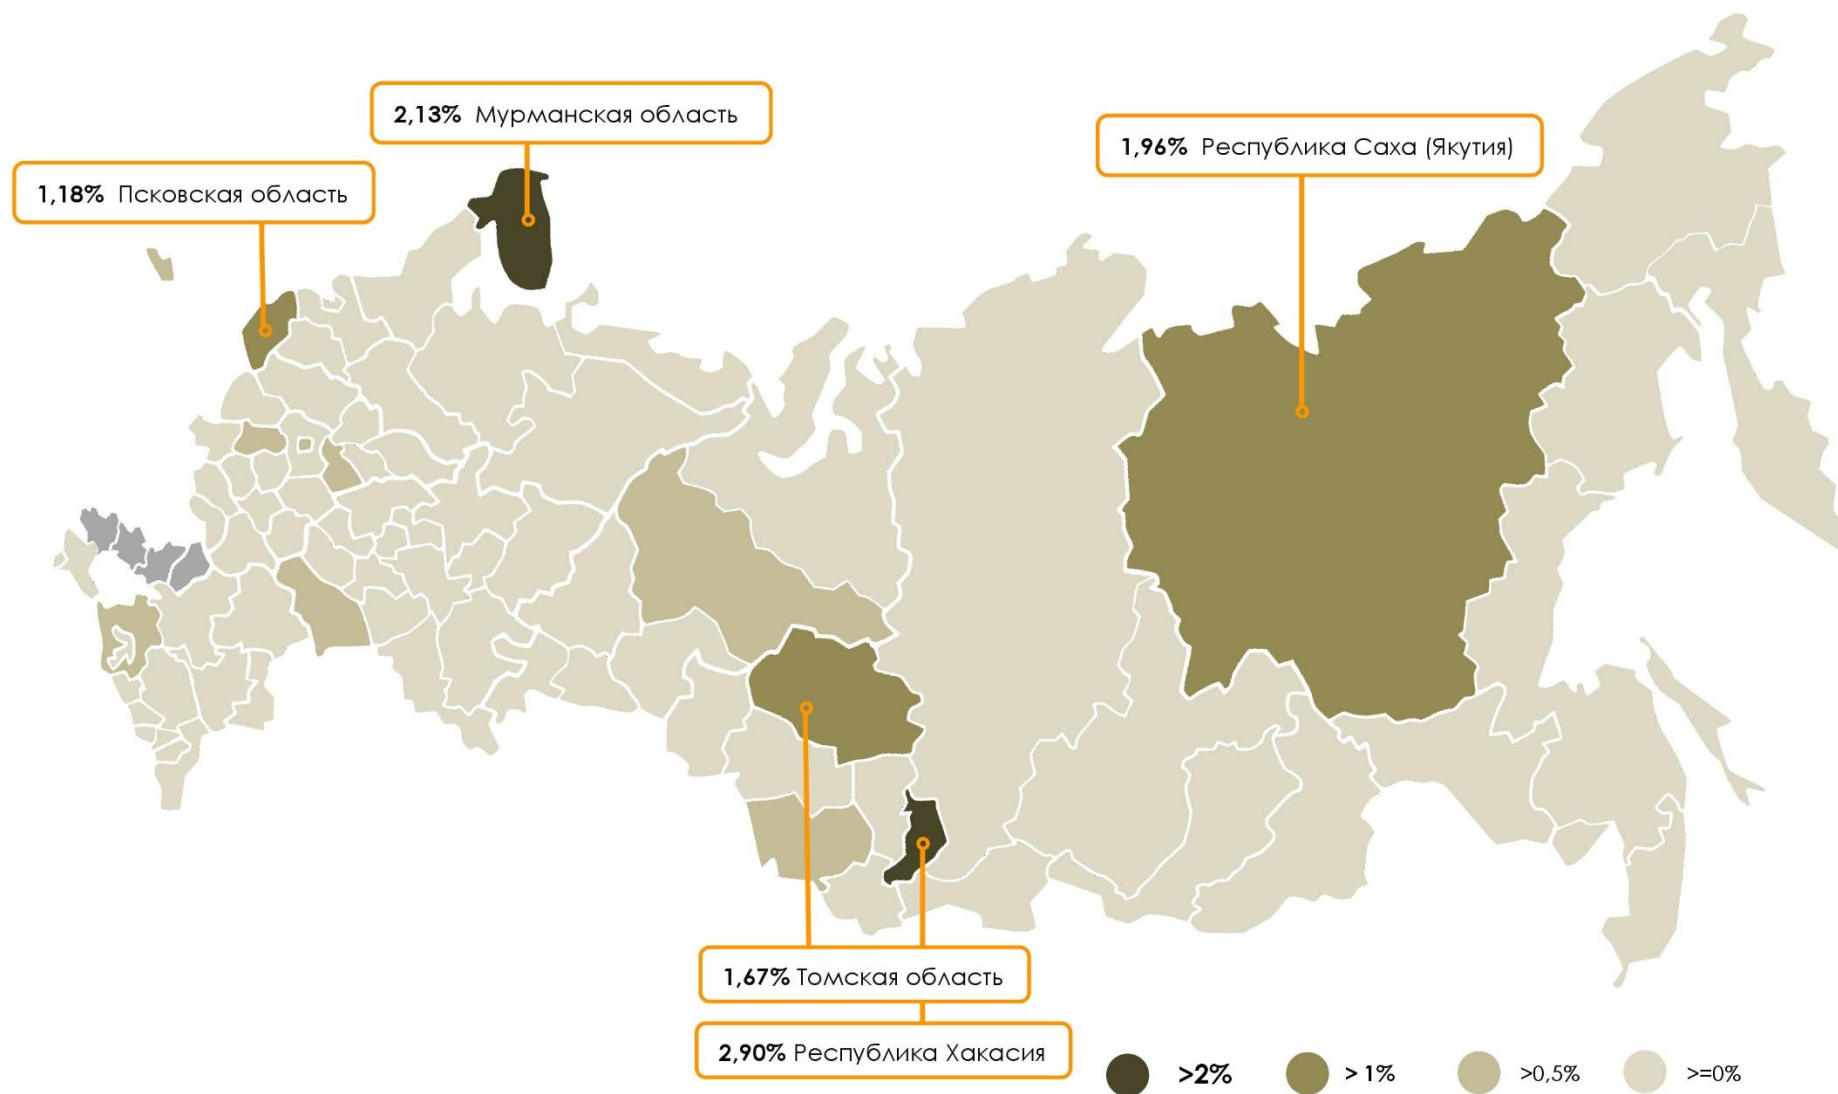 2,13% Мурманская область
1,96% Республика Саха (Якутия)
1,18% Псковская область
1,67% Томская область
2,90% Республика Хакасия
>2%
> 1%
>0,5%
>=0%